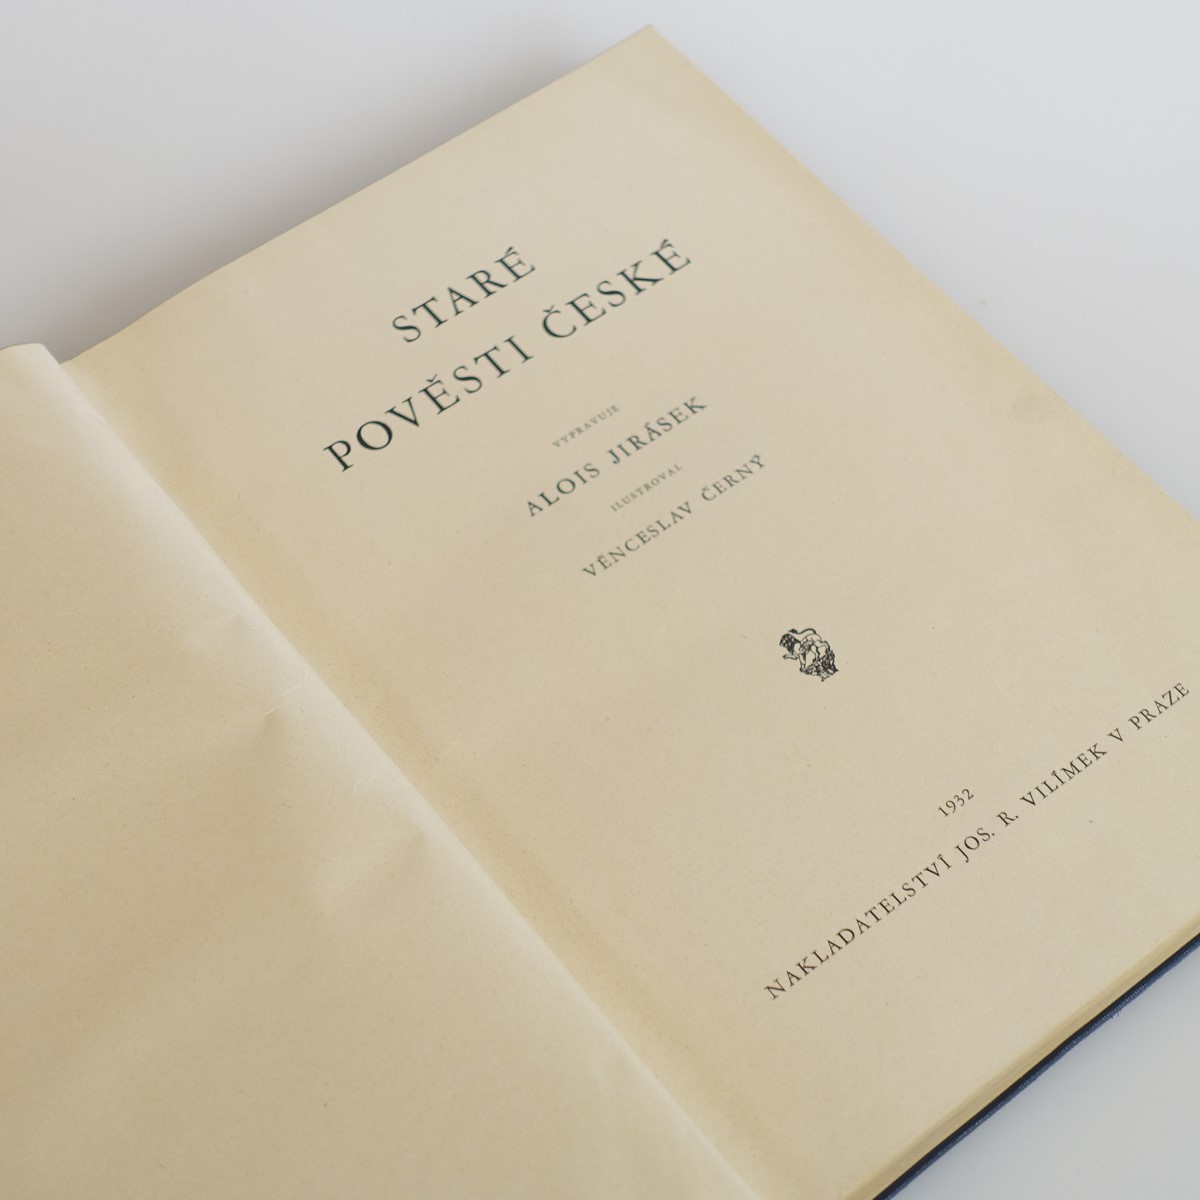 STARÉ
POVĚSTI ČESKÉ
VYPRAVUJE
ALOIS JIRÁSEK
ILUSTROVAL
VĚNCESLAV ČERNÝ
1932
NAKLADATELSTVÍ JOS. R. VILÍMEK V PRAZE